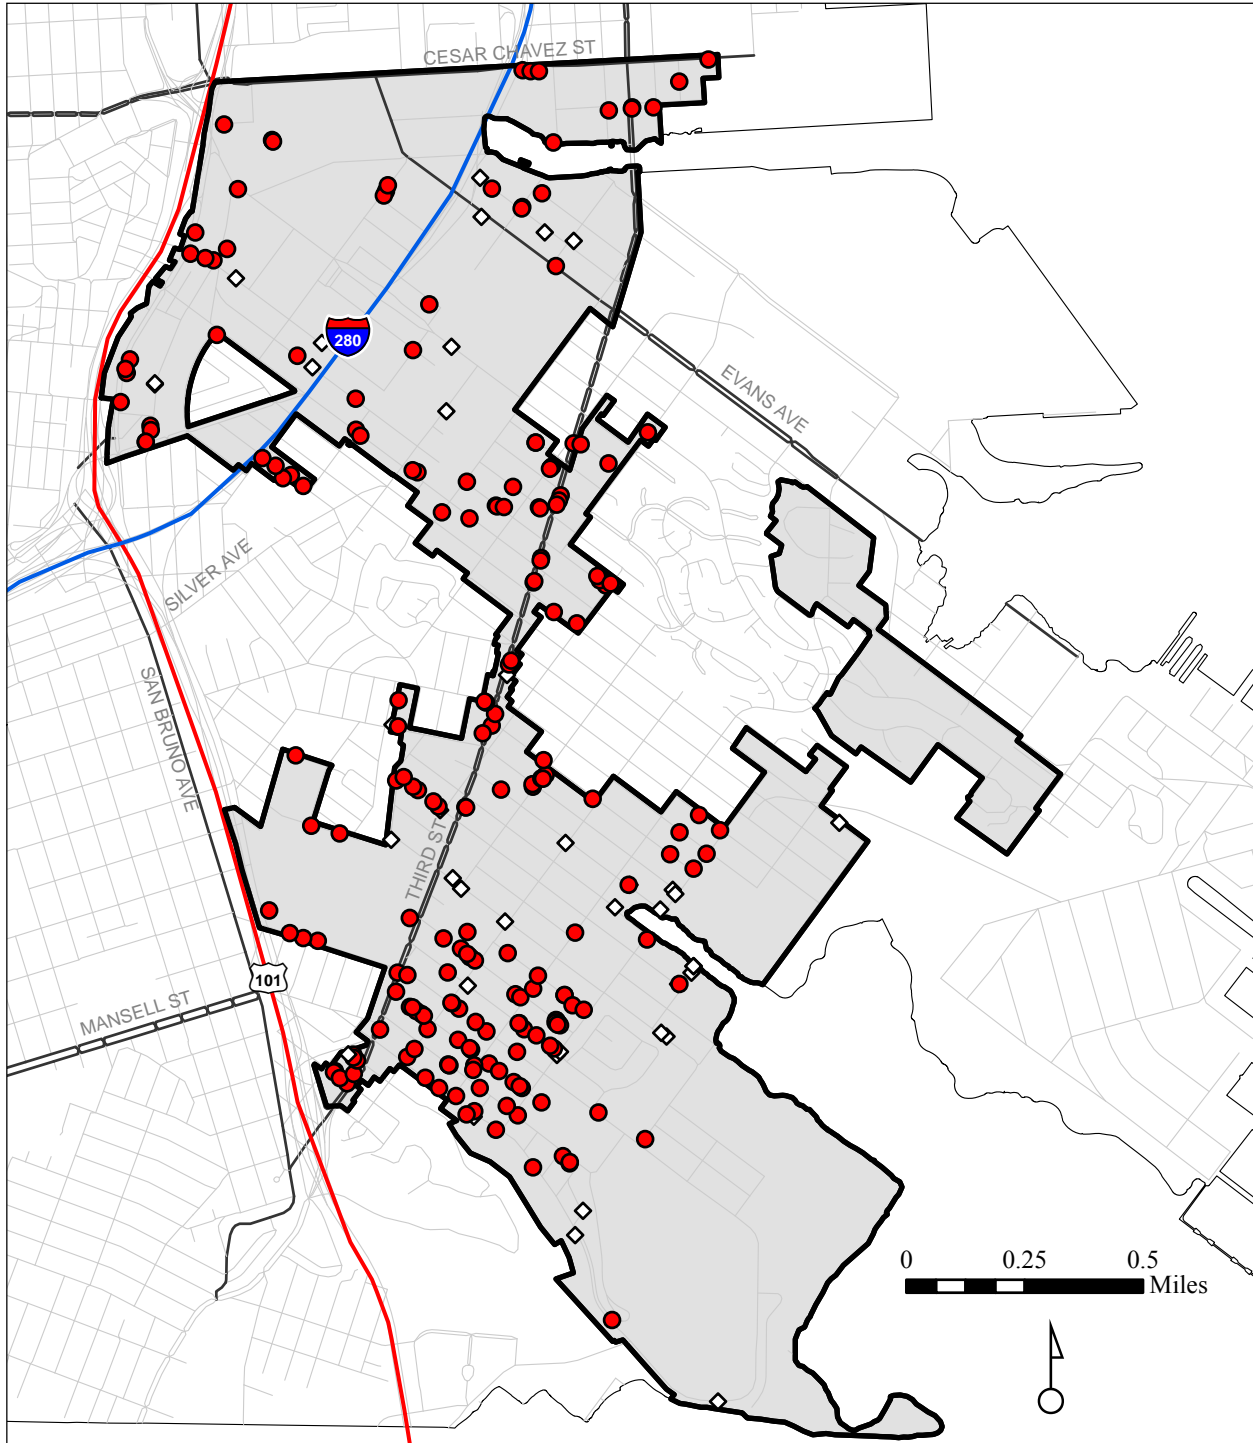 CESAR CHAVEZ ST
280
EVANS AVE
SILVER AVE
SAN BRUNO AVE
THIRD ST
101
MANSELL ST
0 0.25 0.5
Miles